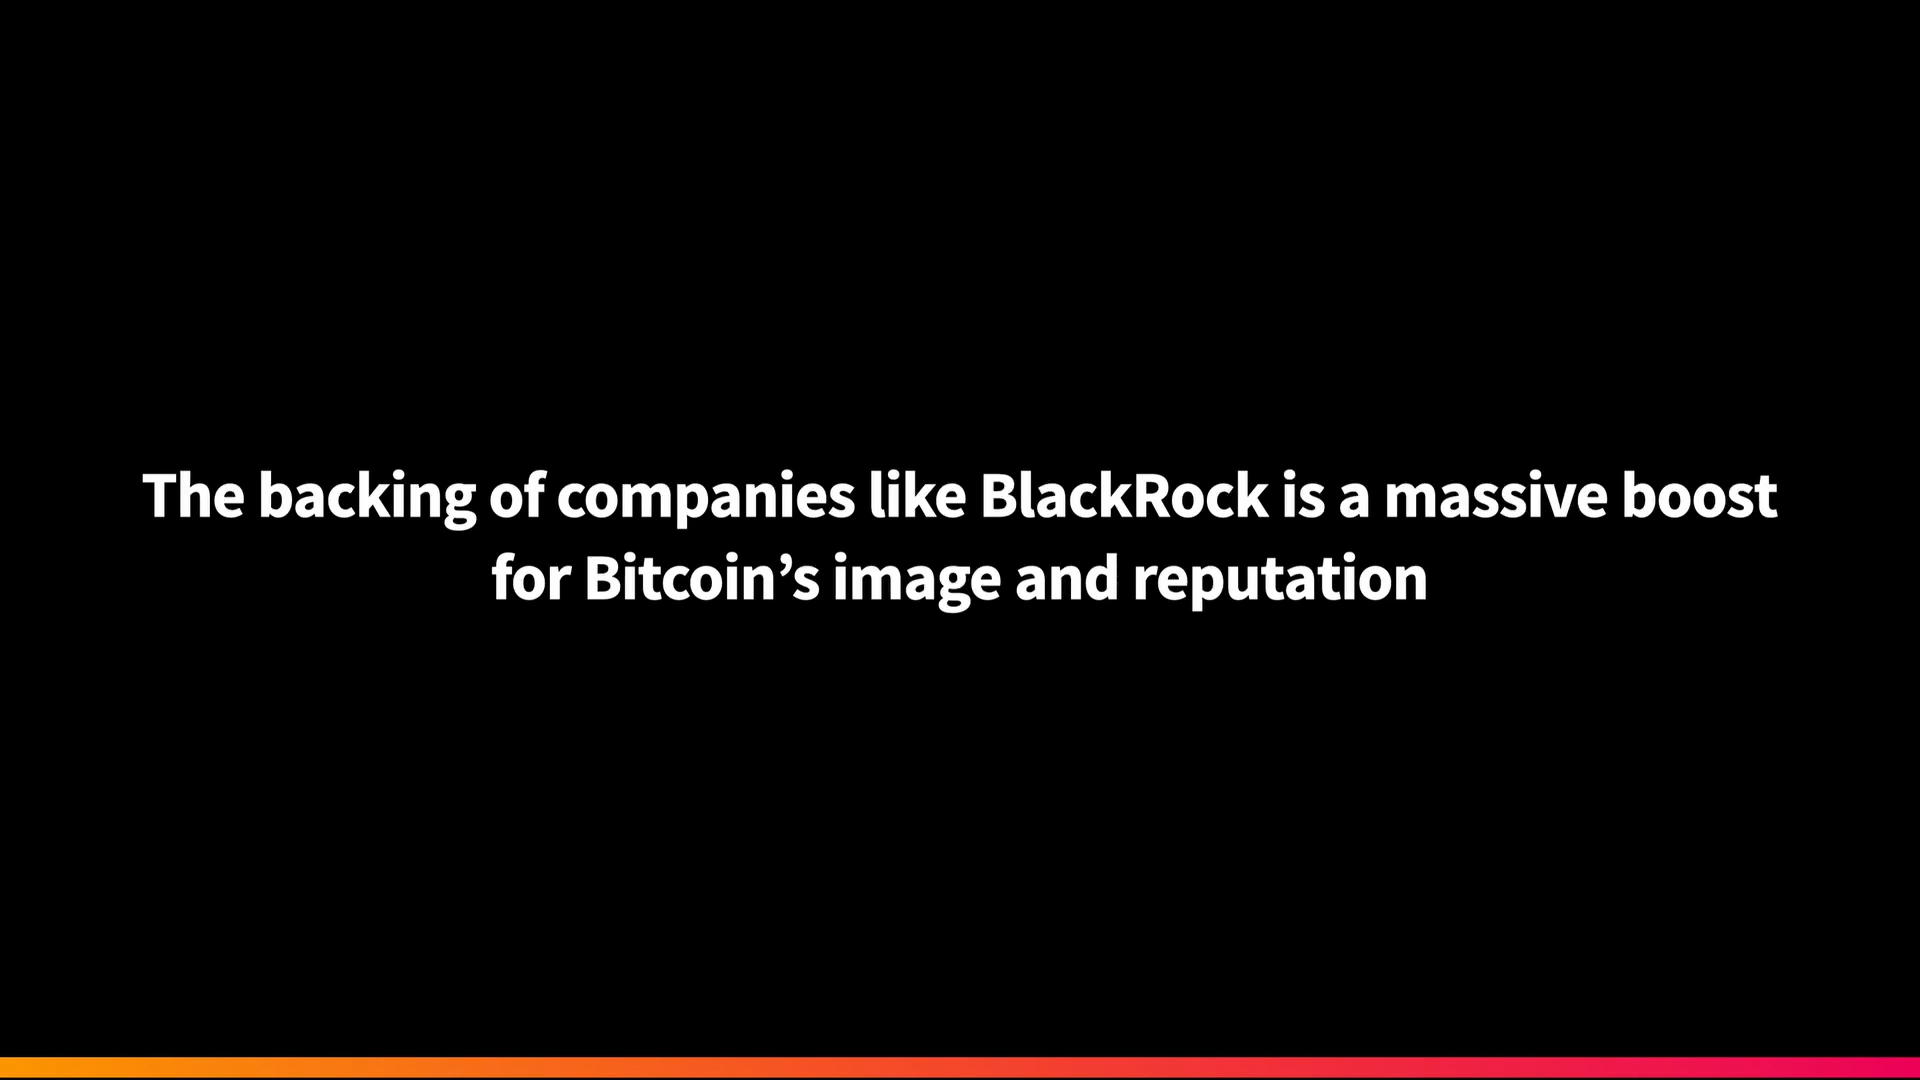 The backing of companies like BlackRock is a massive boost
for Bitcoin’s image and reputation